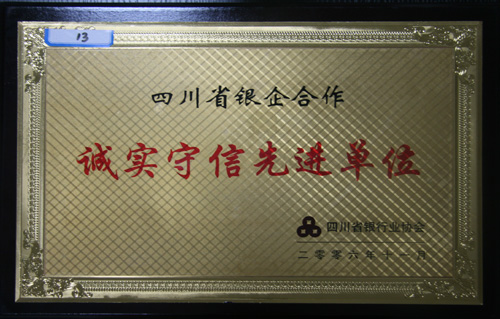 13
四川省银企合作
诚实守信先进单位
四川省银行业协会
二零零六年十一月